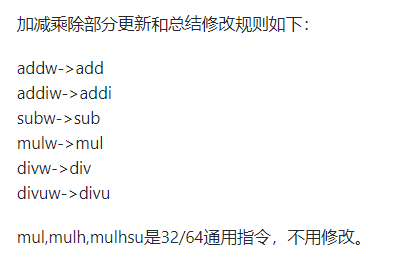 加减乘除部分更新和总结修改规则如下：
addw->add
addiw->addi
subw->sub
mulw->mul
divw->div
divuw->divu
mul,mulh,mulhsu是32/64通用指令，不用修改。